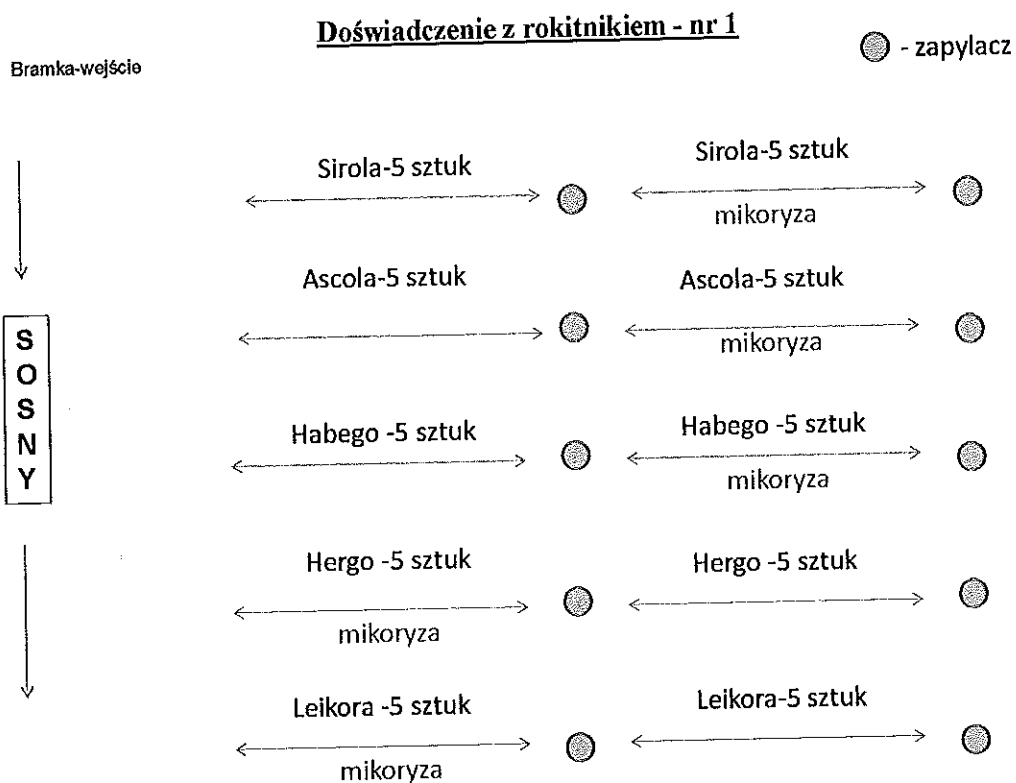 Doświadczenie z rokitnikiem - nr 1
- zapylacz
Bramka-wejście
Sirola-5 sztuk
Sirola-5 sztuk
mikoryza
Ascola-5 sztuk
Ascola-5 sztuk
mikoryza
SOSNY
Habego -5 sztuk
Habego -5 sztuk
mikoryza
Hergo -5 sztuk
Hergo -5 sztuk
mikoryza
Leikora -5 sztuk
Leikora-5 sztuk
mikoryza